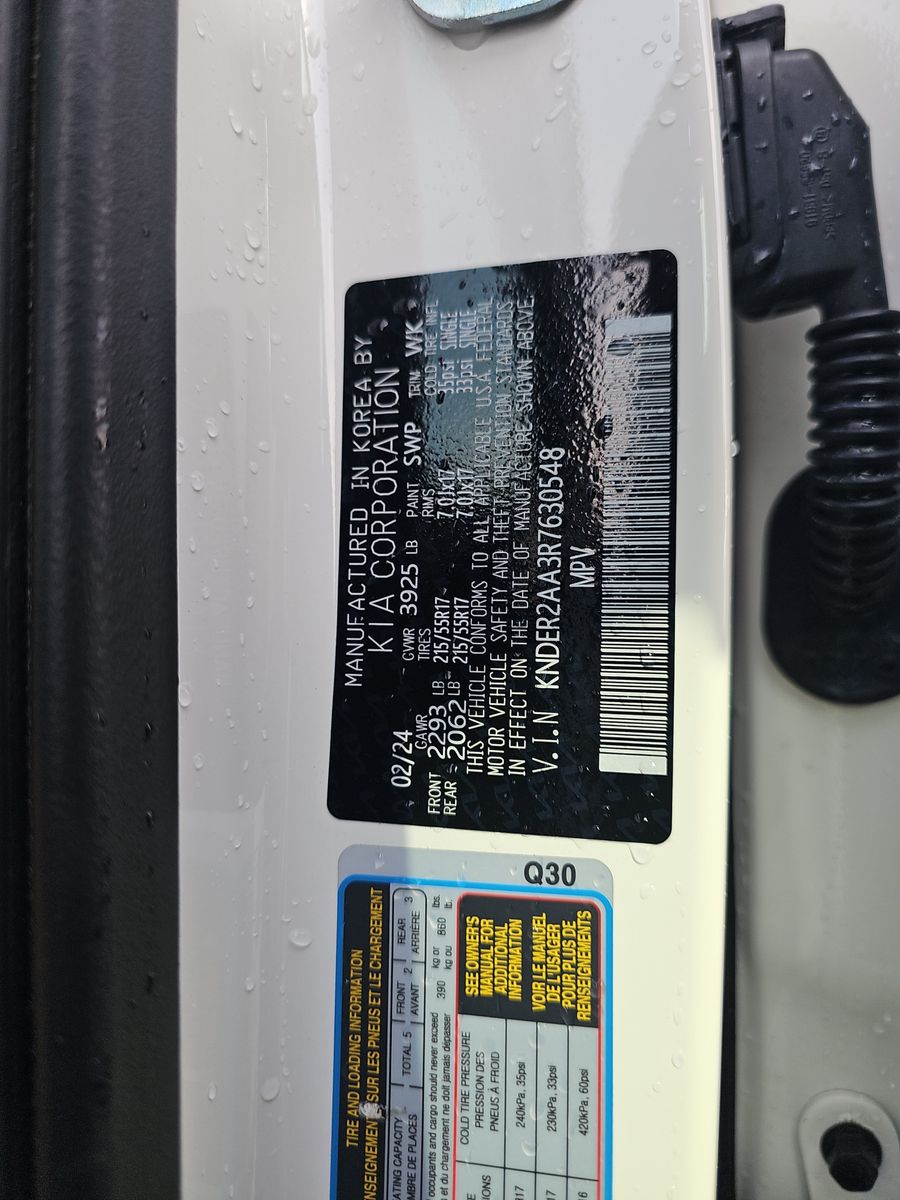 MANUFACTURED IN KOREA BY
KIA CORPORATION
02/24 GVWR 3925 LB PAINT SWP TRIM WK
GAWR TIRES RIMS COLD TIRE INFL
FRONT 2293 LB 215/55R17 7.0Jx17 35psi SINGLE
REAR 2062 LB 215/55R17 7.0Jx17 33psi SINGLE
THIS VEHICLE CONFORMS TO ALL APPLICABLE U.S.A FEDERAL
MOTOR VEHICLE SAFETY AND THEFT PREVENTION STANDARDS
IN EFFECT ON THE DATE OF MANUFACTURE SHOWN ABOVE.
V.I.N KNDER2AA3R7630548
MPV
Q30
TIRE AND LOADING INFORMATION
SUR LES PNEUS ET LE CHARGEMENT
CAPACITY TOTAL 5 FRONT 2 REAR 3
DE PLACES AVANT ARRIÈRE
occupants and cargo should never exceed 390 kg or 860 lbs.
et du chargement ne doit jamais dépasser kg ou lb.
COLD TIRE PRESSURE
PRESSION DES
PNEUS À FROID
240kPa, 35psi
230kPa, 33psi
420kPa, 60psi
SEE OWNER'S
MANUAL FOR
ADDITIONAL
INFORMATION
VOIR LE MANUEL
DE L'USAGER
POUR PLUS DE
RENSEIGNEMENTS